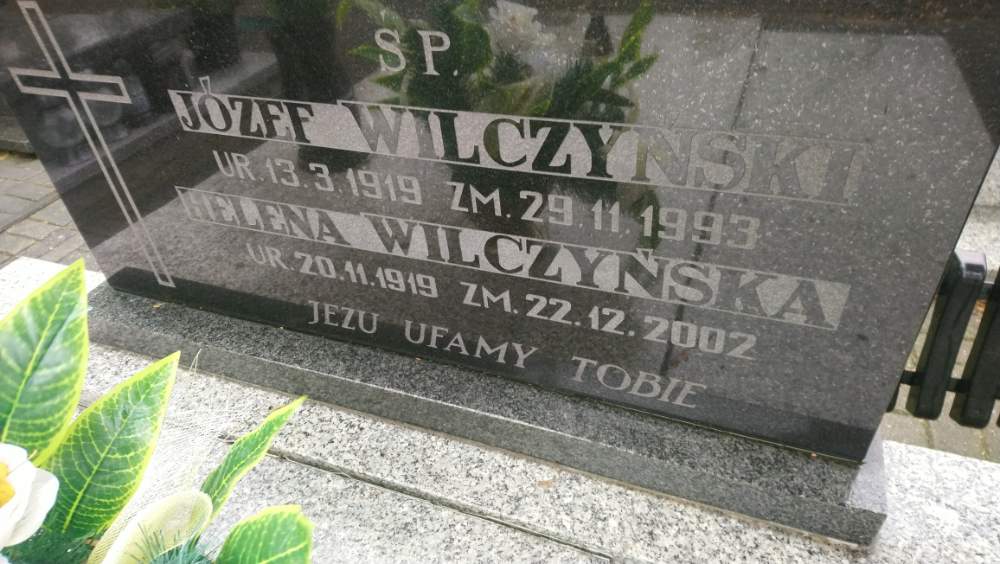 SP.
JÓZEF WILCZYŃSKI
UR.13.3.1919 ZM.29.11.1993
HELENA WILCZYŃSKA
UR.20.11.1919 ZM.22.12.2002
JEZU UFAMY TOBIE